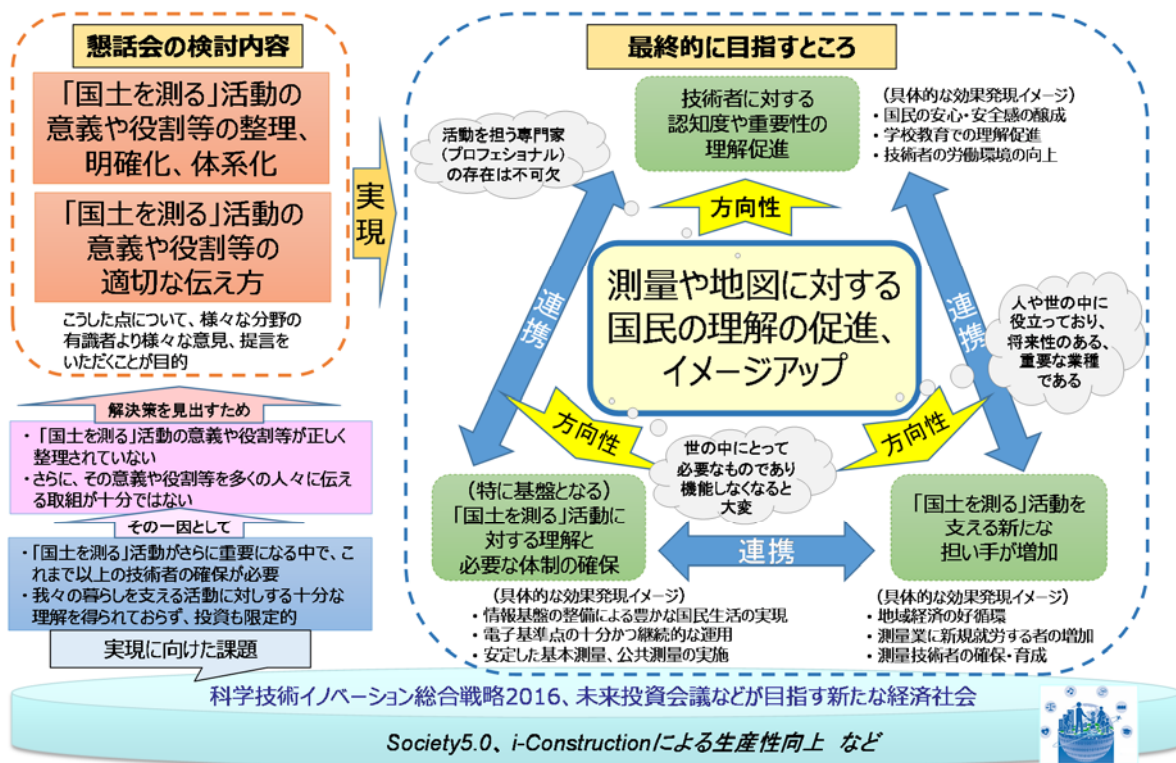 懇話会の検討内容
「国土を測る」活動の
意義や役割等の整理、
明確化、体系化
「国土を測る」活動の
意義や役割等の
適切な伝え方
こうした点について、様々な分野の
有識者より様々な意見、提言を
いただくことが目的
解決策を見出すため
・「国土を測る」活動の意義や役割等が正しく
整理されていない
・さらに、その意義や役割等を多くの人々に伝え
る取組が十分ではない
その一因として
・「国土を測る」活動がさらに重要になる中で、こ
れまで以上の技術者の確保が必要
・我々の暮らしを支える活動に対しする十分な
理解を得られておらず、投資も限定的
実現に向けた課題
実現
最終的に目指すところ
技術者に対する
認知度や重要性の
理解促進
(具体的な効果発現イメージ)
・国民の安心・安全感の醸成
・学校教育での理解促進
・技術者の労働環境の向上
活動を担う専門家
(プロフェショナル)
の存在は不可欠
方向性
測量や地図に対する
国民の理解の促進、
イメージアップ
連携
連携
人や世の中に
役立っており、
将来性のある、
重要な業種
である
方向性
方向性
世の中にとって
必要なものであり
機能しなくなると
大変
(特に基盤となる)
「国土を測る」活動に
対する理解と
必要な体制の確保
連携
「国土を測る」活動を
支える新たな
担い手が増加
(具体的な効果発現イメージ)
・情報基盤の整備による豊かな国民生活の実現
・電子基準点の十分かつ継続的な運用
・安定した基本測量、公共測量の実施
(具体的な効果発現イメージ)
・地域経済の好循環
・測量業に新規就労する者の増加
・測量技術者の確保・育成
科学技術イノベーション総合戦略2016、未来投資会議などが目指す新たな経済社会
Society5.0、i-Constructionによる生産性向上 など